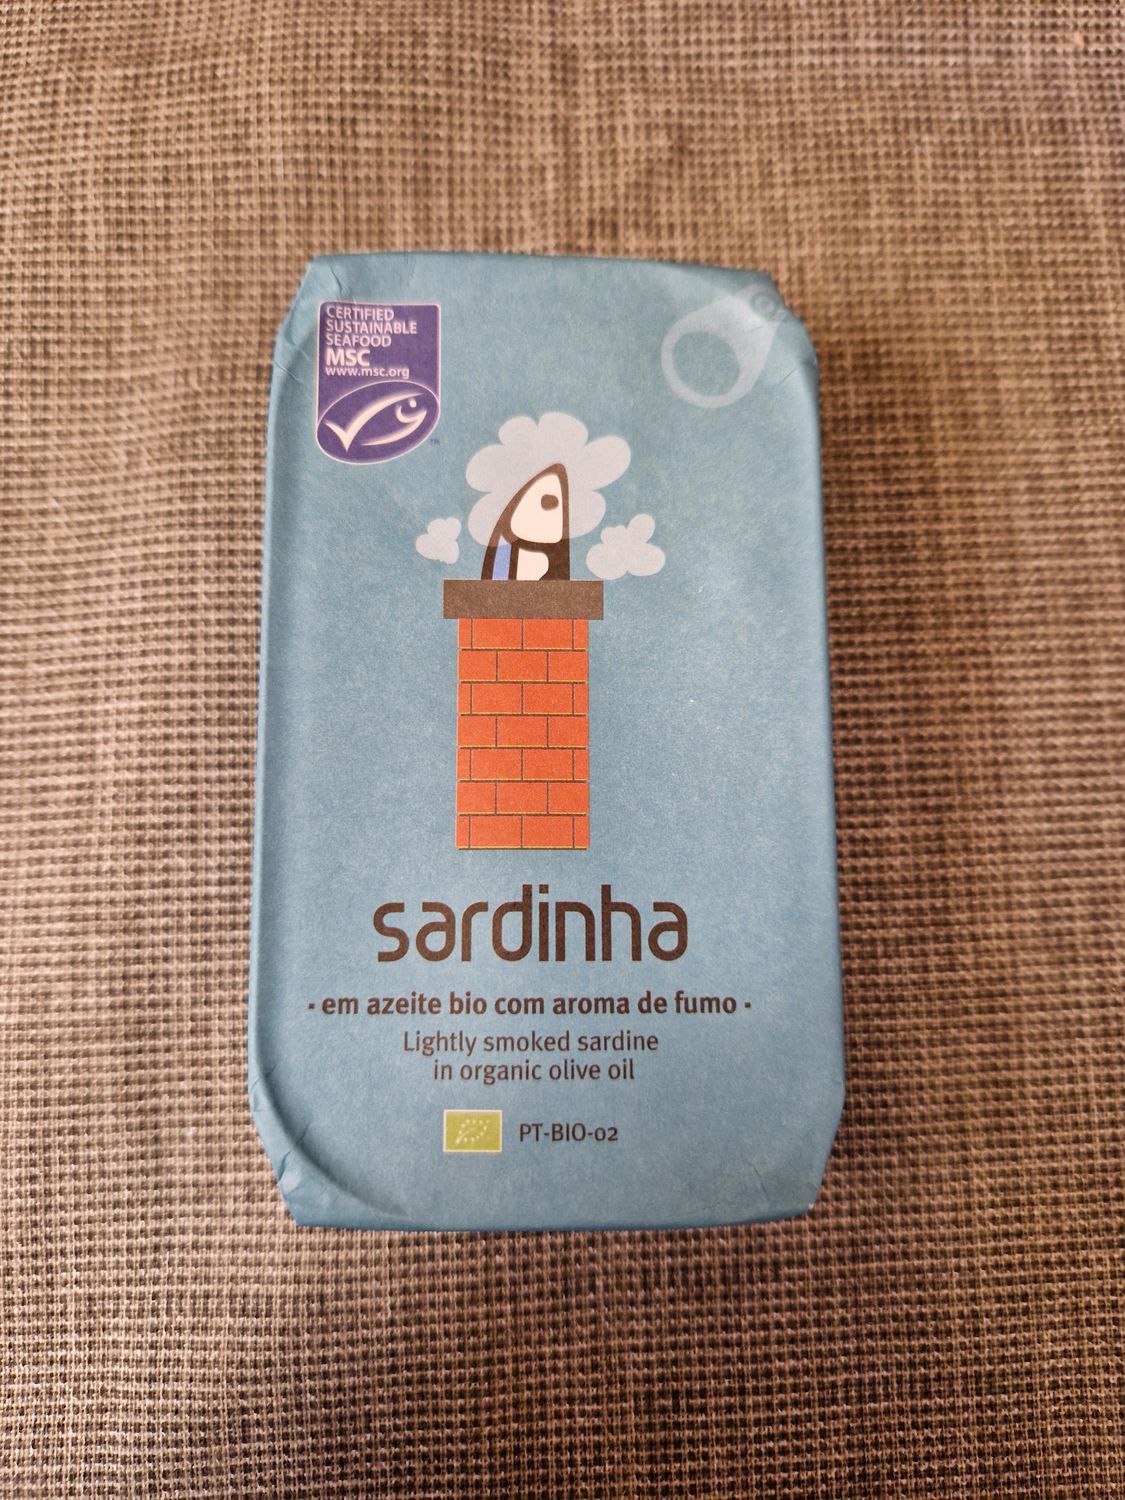 CERTIFIED
SUSTAINABLE
SEAFOOD
MSC
www.msc.org
™
sardinha
· em azeite bio com aroma de fumo ·
Lightly smoked sardine
in organic olive oil
PT-BIO-02